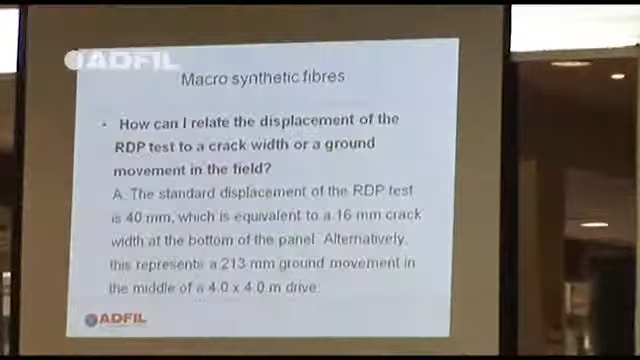 ADFIL
Macro synthetic fibres
• How can I relate the displacement of the
RDP test to a crack width or a ground
movement in the field?
A. The standard displacement of the RDP test
is 40 mm, which is equivalent to a 16 mm crack
width at the bottom of the panel. Alternatively,
this represents a 213 mm ground movement in
the middle of a 4.0 x 4.0 m drive.
ADFIL